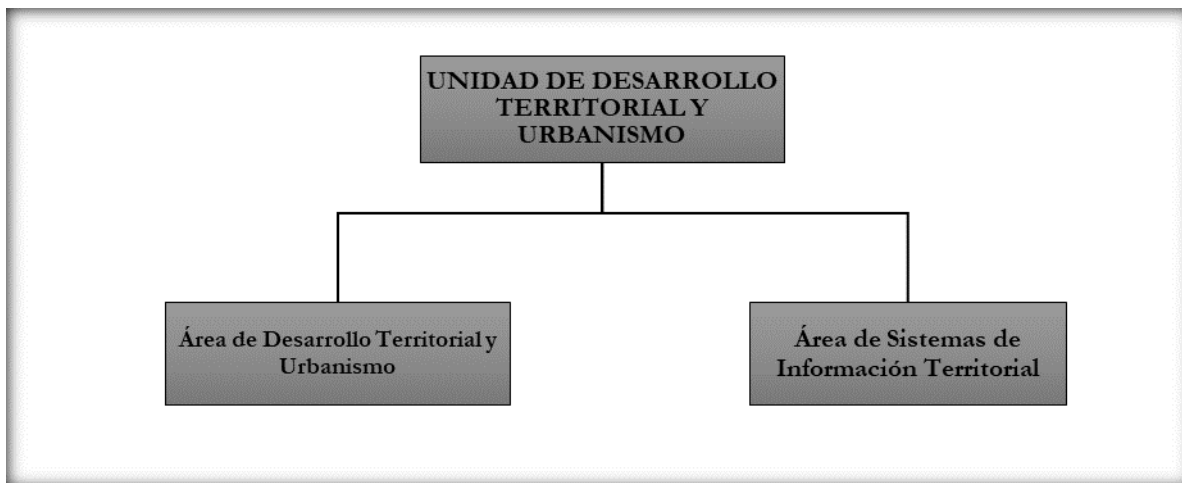 UNIDAD DE DESARROLLO
TERRITORIAL Y
URBANISMO
Área de Desarrollo Territorial y
Urbanismo
Área de Sistemas de
Información Territorial